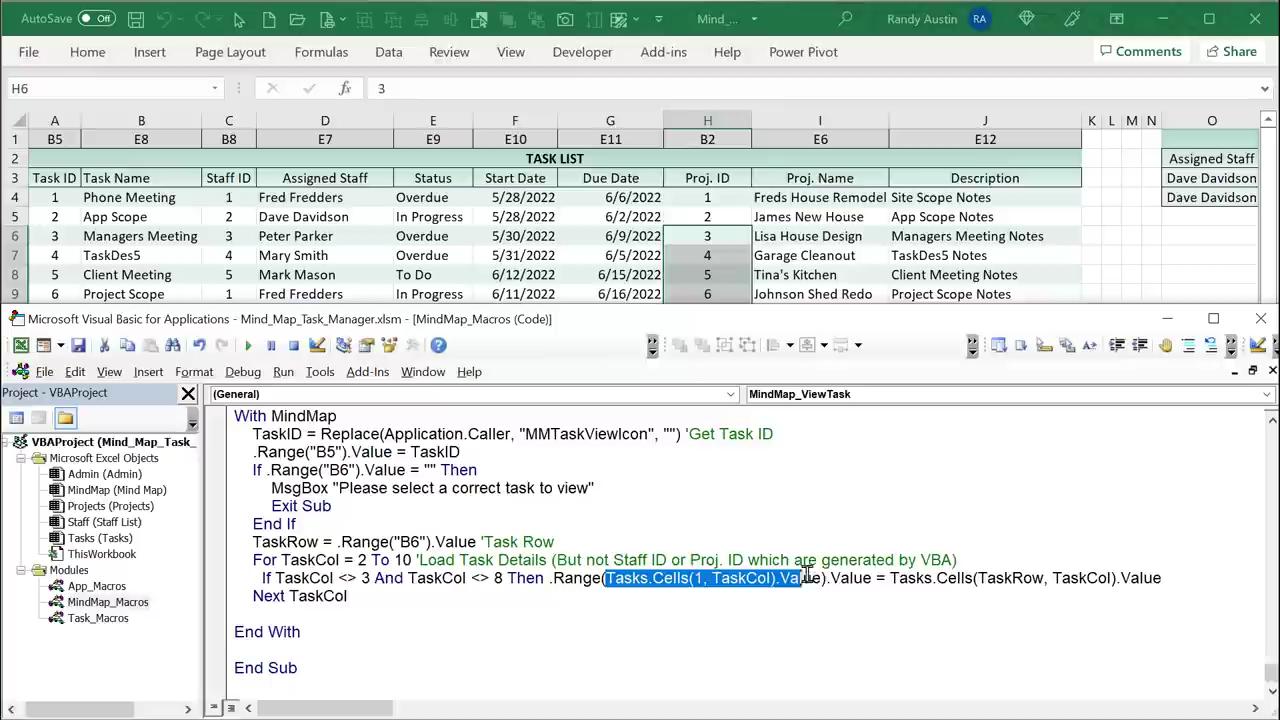 AutoSave Off Mind_... Randy Austin RA
File Home Insert Page Layout Formulas Data Review View Developer Add-ins Help Power Pivot Comments Share
H6 fx 3
A B C D E F G H I J K L M N O
1 B5 E8 B8 E7 E9 E10 E11 B2 E6 E12
2 TASK LIST Assigned Staff
3 Task ID Task Name Staff ID Assigned Staff Status Start Date Due Date Proj. ID Proj. Name Description Dave Davidson
4 1 Phone Meeting 1 Fred Fredders Overdue 5/28/2022 6/6/2022 1 Freds House Remodel Site Scope Notes Dave Davidson
5 2 App Scope 2 Dave Davidson In Progress 5/28/2022 6/2/2022 2 James New House App Scope Notes
6 3 Managers Meeting 3 Peter Parker Overdue 5/30/2022 6/9/2022 3 Lisa House Design Managers Meeting Notes
7 4 TaskDes5 4 Mary Smith Overdue 5/31/2022 6/5/2022 4 Garage Cleanout TaskDes5 Notes
8 5 Client Meeting 5 Mark Mason To Do 6/12/2022 6/15/2022 5 Tina's Kitchen Client Meeting Notes
9 6 Project Scope 1 Fred Fredders In Progress 6/11/2022 6/16/2022 6 Johnson Shed Redo Project Scope Notes
Microsoft Visual Basic for Applications - Mind_Map_Task_Manager.xlsm - [MindMap_Macros (Code)]
File Edit View Insert Format Debug Run Tools Add-Ins Window Help
Project - VBAProject
(General) MindMap_ViewTask
VBAProject (Mind_Map_Task_
Microsoft Excel Objects
Admin (Admin)
MindMap (Mind Map)
Projects (Projects)
Staff (Staff List)
Tasks (Tasks)
ThisWorkbook
Modules
App_Macros
MindMap_Macros
Task_Macros
With MindMap
TaskID = Replace(Application.Caller, "MMTaskViewIcon", "") 'Get Task ID
.Range("B5").Value = TaskID
If .Range("B6").Value = "" Then
MsgBox "Please select a correct task to view"
Exit Sub
End If
TaskRow = .Range("B6").Value 'Task Row
For TaskCol = 2 To 10 'Load Task Details (But not Staff ID or Proj. ID which are generated by VBA)
If TaskCol <> 3 And TaskCol <> 8 Then .Range(Tasks.Cells(1, TaskCol).Value).Value = Tasks.Cells(TaskRow, TaskCol).Value
Next TaskCol
End With
End Sub